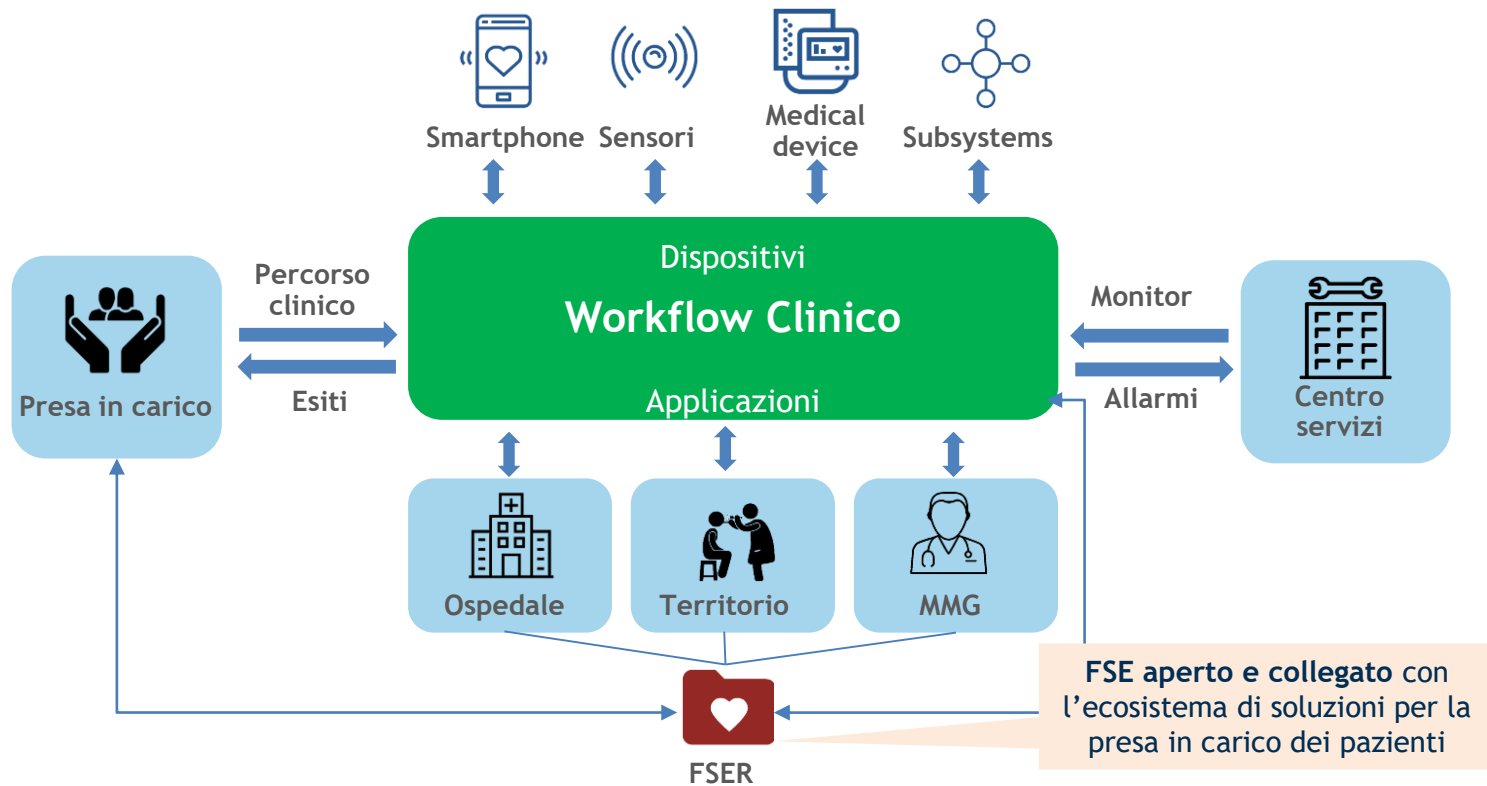 Smartphone
Sensori
Medical
device
Subsystems
Dispositivi
Workflow Clinico
Applicazioni
Percorso
clinico
Esiti
Presa in carico
Monitor
Allarmi
Centro
servizi
Ospedale
Territorio
MMG
FSE aperto e collegato con
l’ecosistema di soluzioni per la
presa in carico dei pazienti
FSER